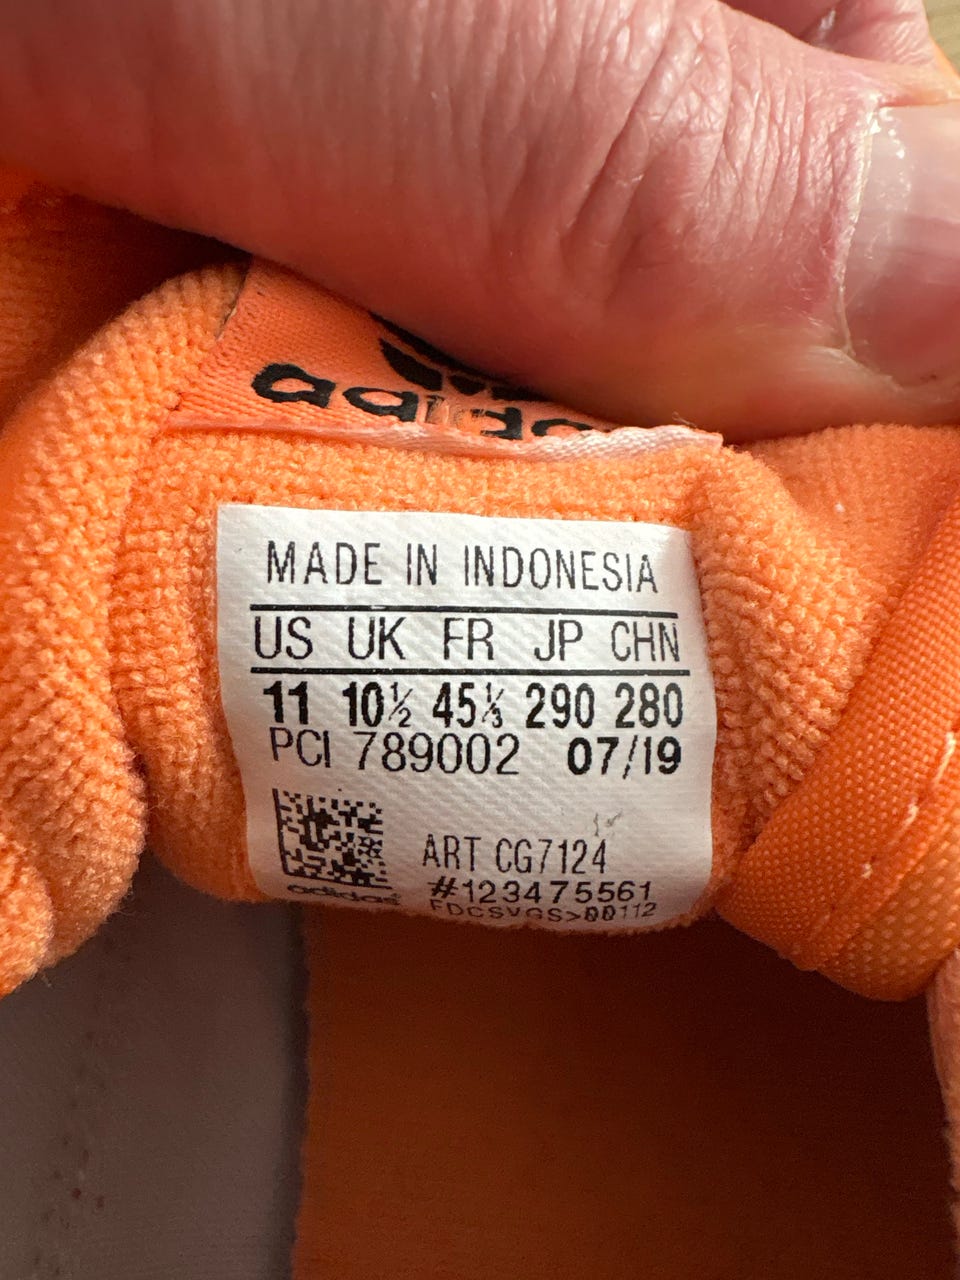 adidas
MADE IN INDONESIA
US UK FR JP CHN
11 10½ 45⅓ 290 280
PCI 789002 07/19
ART CG7124
#123475561
adidas
FDCSVGS>00112